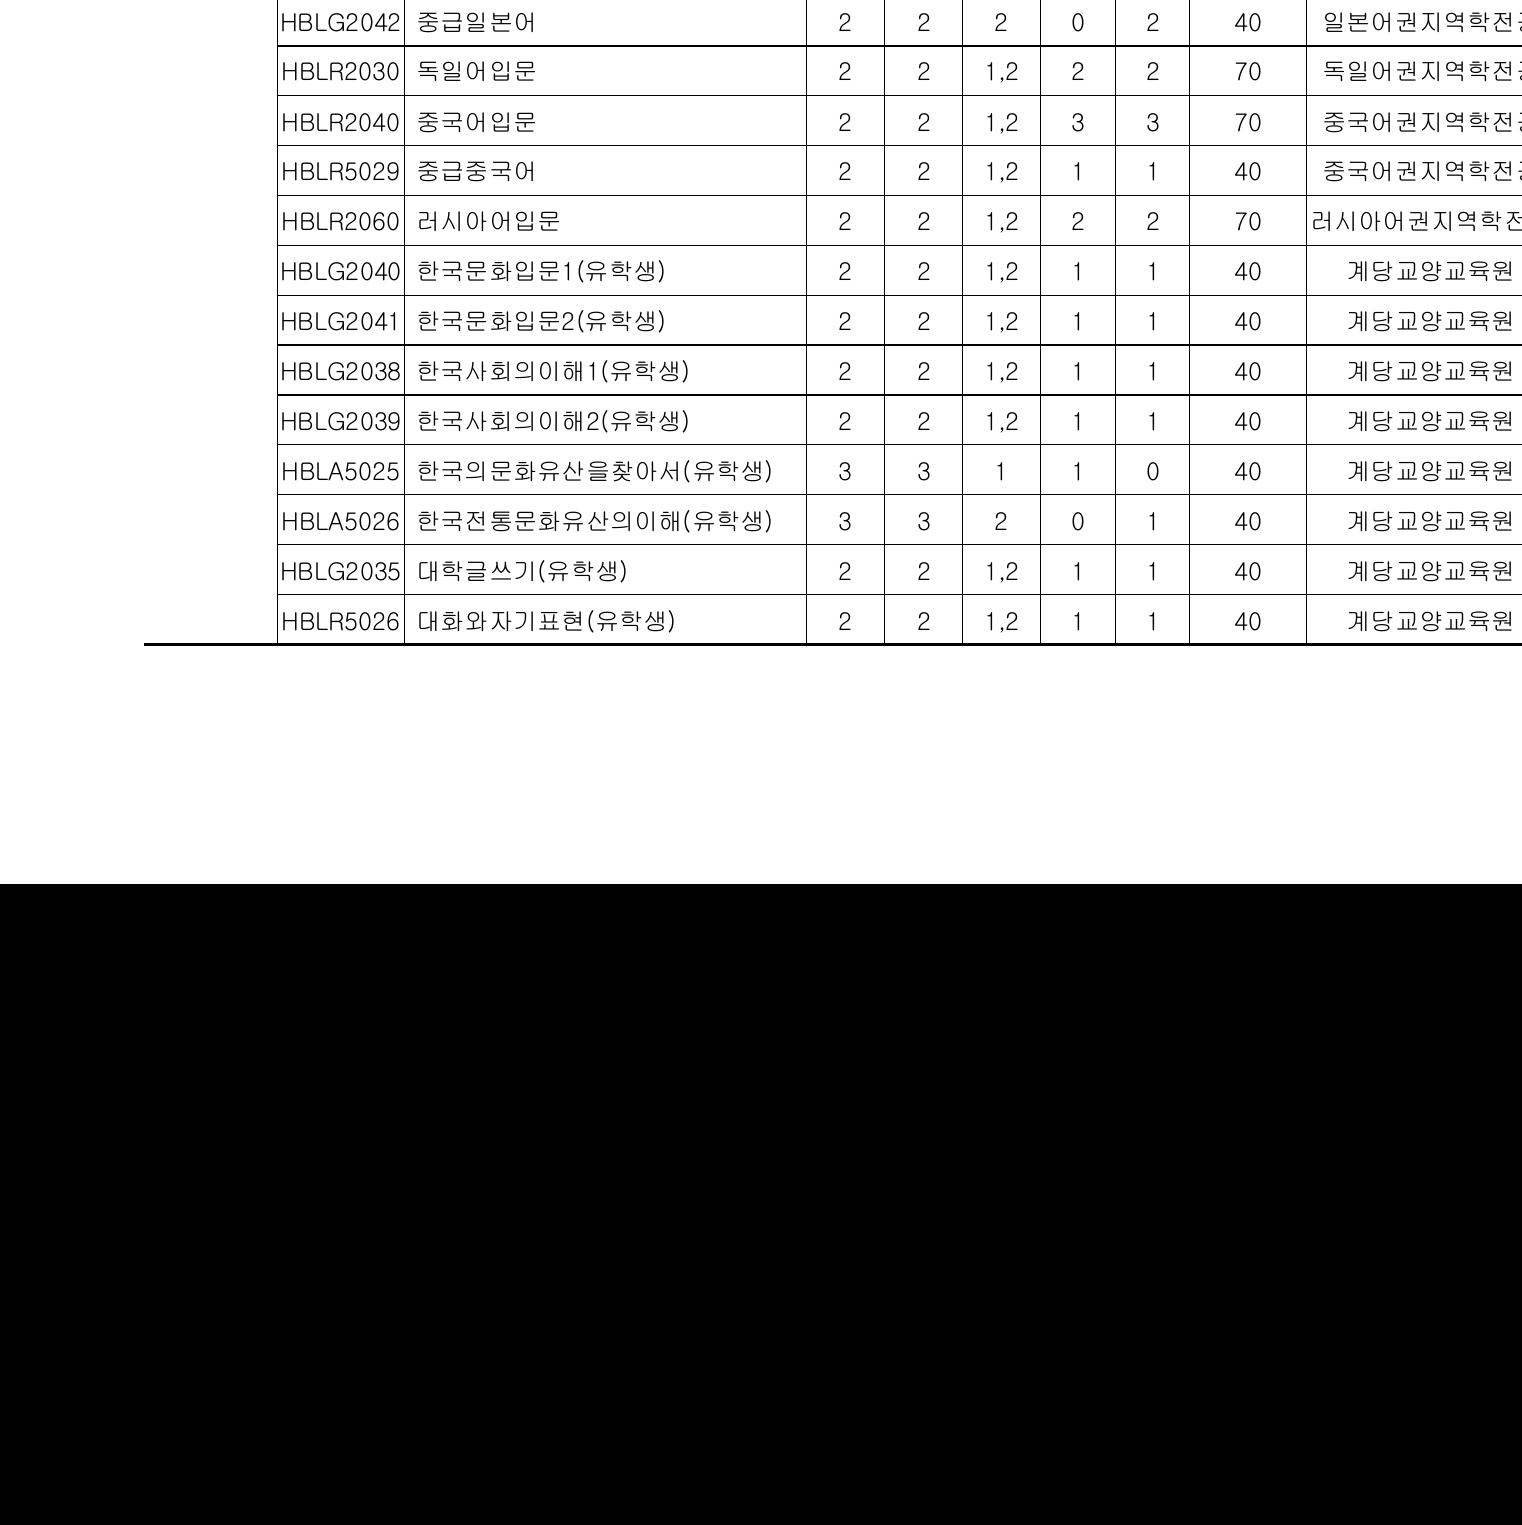 HBLG2042 중급일본어 2 2 2 0 2 40 일본어권지역학전
HBLR2030 독일어입문 2 2 1,2 2 2 70 독일어권지역학전
HBLR2040 중국어입문 2 2 1,2 3 3 70 중국어권지역학전
HBLR5029 중급중국어 2 2 1,2 1 1 40 중국어권지역학전
HBLR2060 러시아어입문 2 2 1,2 2 2 70 러시아어권지역학전
HBLG2040 한국문화입문1(유학생) 2 2 1,2 1 1 40 계당교양교육원
HBLG2041 한국문화입문2(유학생) 2 2 1,2 1 1 40 계당교양교육원
HBLG2038 한국사회의이해1(유학생) 2 2 1,2 1 1 40 계당교양교육원
HBLG2039 한국사회의이해2(유학생) 2 2 1,2 1 1 40 계당교양교육원
HBLA5025 한국의문화유산을찾아서(유학생) 3 3 1 1 0 40 계당교양교육원
HBLA5026 한국전통문화유산의이해(유학생) 3 3 2 0 1 40 계당교양교육원
HBLG2035 대학글쓰기(유학생) 2 2 1,2 1 1 40 계당교양교육원
HBLR5026 대화와자기표현(유학생) 2 2 1,2 1 1 40 계당교양교육원